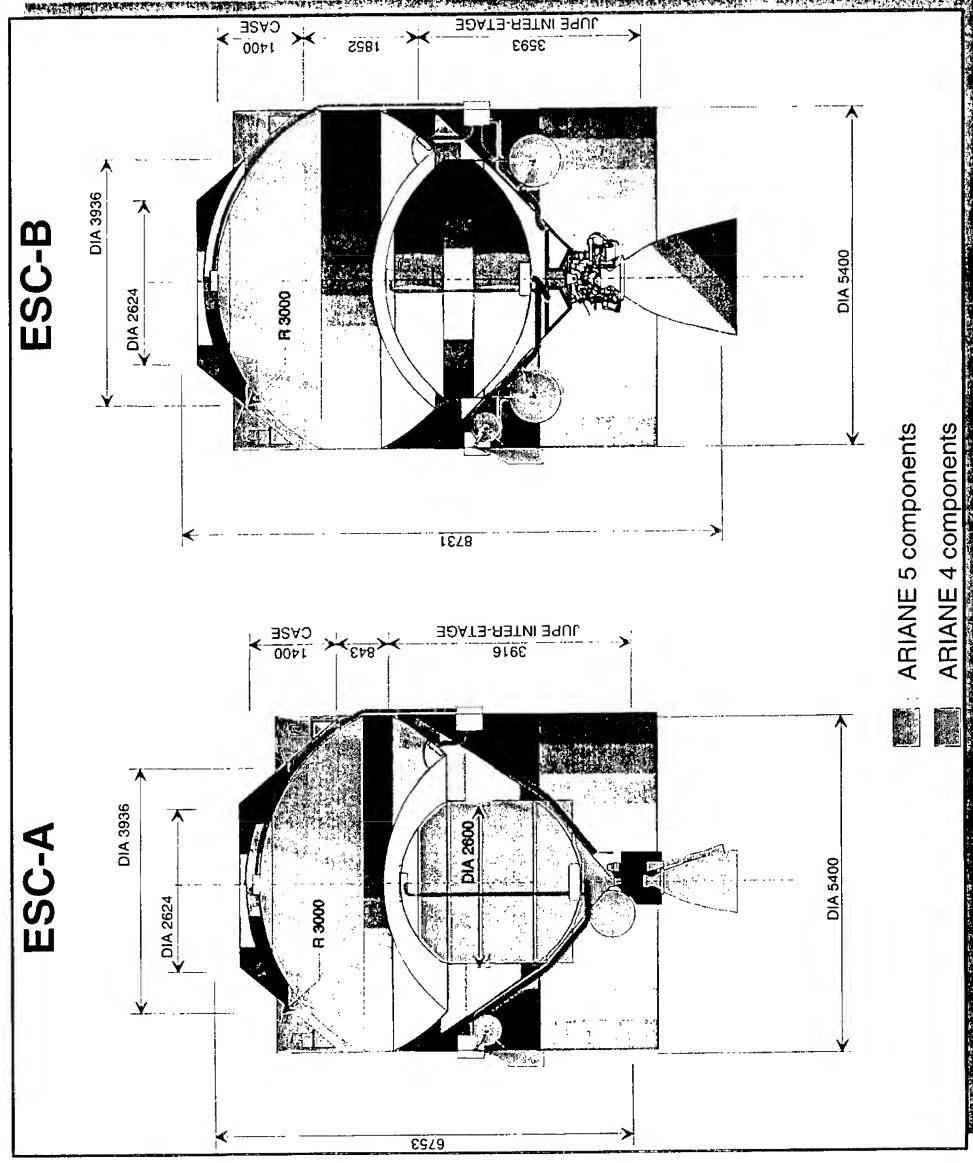 ESC-A
DIA 3936
DIA 2624
R 3000
DIA 2600
DIA 5400
6753
CASE
1400
843
JUPE INTER-ETAGE
3916
ESC-B
DIA 3936
DIA 2624
R 3000
DIA 5400
8731
CASE
1400
1852
JUPE INTER-ETAGE
3593
ARIANE 5 components
ARIANE 4 components